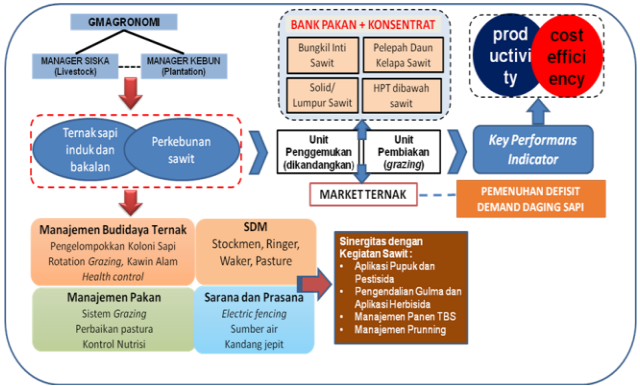 GMAGRONOMI
MANAGER SISKA
(Livestock)
MANAGER KEBUN
(Plantation)
BANK PAKAN + KONSENTRAT
Bungkil Inti
Sawit
Pelepah Daun
Kelapa Sawit
Solid/
Lumpur Sawit
HPT dibawah
sawit
prod
uctivi
ty
cost
effici
ency
Ternak sapi
induk dan
bakalan
Perkebunan
sawit
Unit
Penggemukan
(dikandangkan)
Unit
Pembiakan
(grazing)
Key Performans
Indicator
MARKET TERNAK
PEMENUHAN DEFISIT
DEMAND DAGING SAPI
Manajemen Budidaya Ternak
Pengelompokkan Koloni Sapi
Rotation Grazing, Kawin Alam
Health control
SDM
Stockmen, Ringer,
Waker, Pasture
Manajemen Pakan
Sistem Grazing
Perbaikan pastura
Kontrol Nutrisi
Sarana dan Prasana
Electric fencing
Sumber air
Kandang jepit
Sinergitas dengan
Kegiatan Sawit :
• Aplikasi Pupuk dan
Pestisida
• Pengendalian Gulma dan
Aplikasi Herbisida
• Manajemen Panen TBS
• Manajemen Prunning